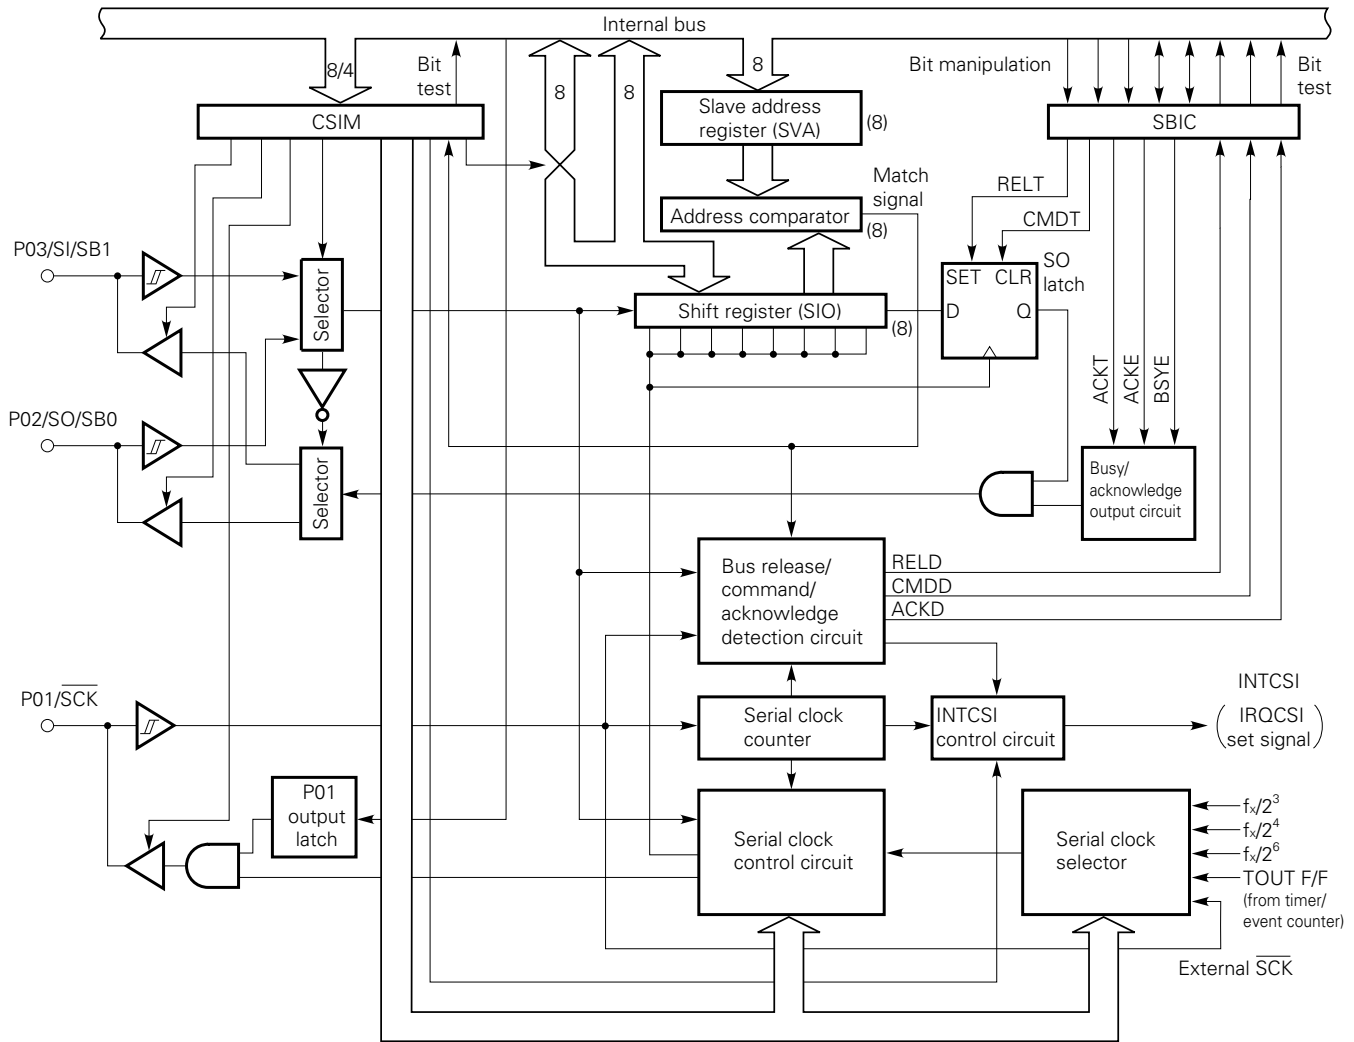 Internal bus
8/4
Bit
test
8
8
8
Bit manipulation
Bit
test
CSIM
Slave address
register (SVA)
(8)
SBIC
Match
signal
RELT
CMDT
Address comparator
(8)
P03/SI/SB1
Selector
SET CLR
D Q
SO
latch
Shift register (SIO)
(8)
ACKT
ACKE
BSYE
P02/SO/SB0
Selector
Busy/
acknowledge
output circuit
Bus release/
command/
acknowledge
detection circuit
RELD
CMDD
ACKD
P01/SCK
Serial clock
counter
INTCSI
control circuit
INTCSI
( IRQCSI
set signal )
P01
output
latch
Serial clock
control circuit
Serial clock
selector
fx/2³
fx/2⁴
fx/2⁶
TOUT F/F
(from timer/
event counter)
External SCK